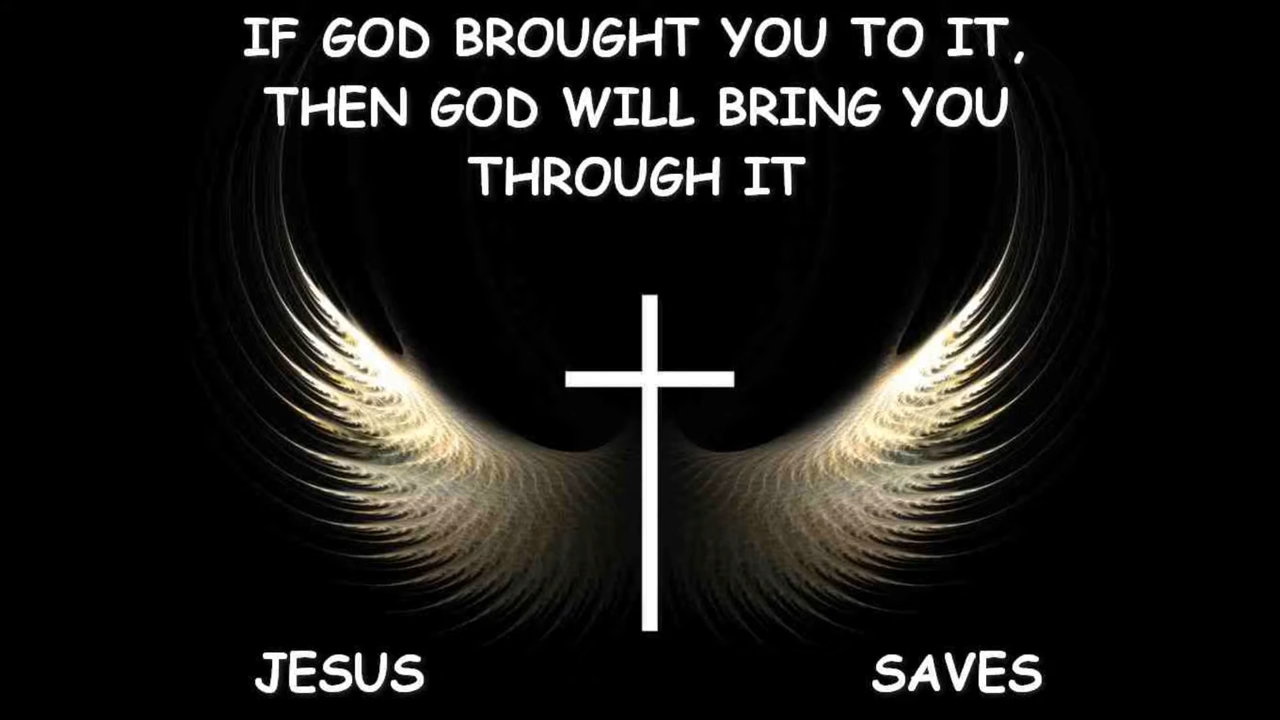 IF GOD BROUGHT YOU TO IT,
THEN GOD WILL BRING YOU
THROUGH IT
JESUS SAVES